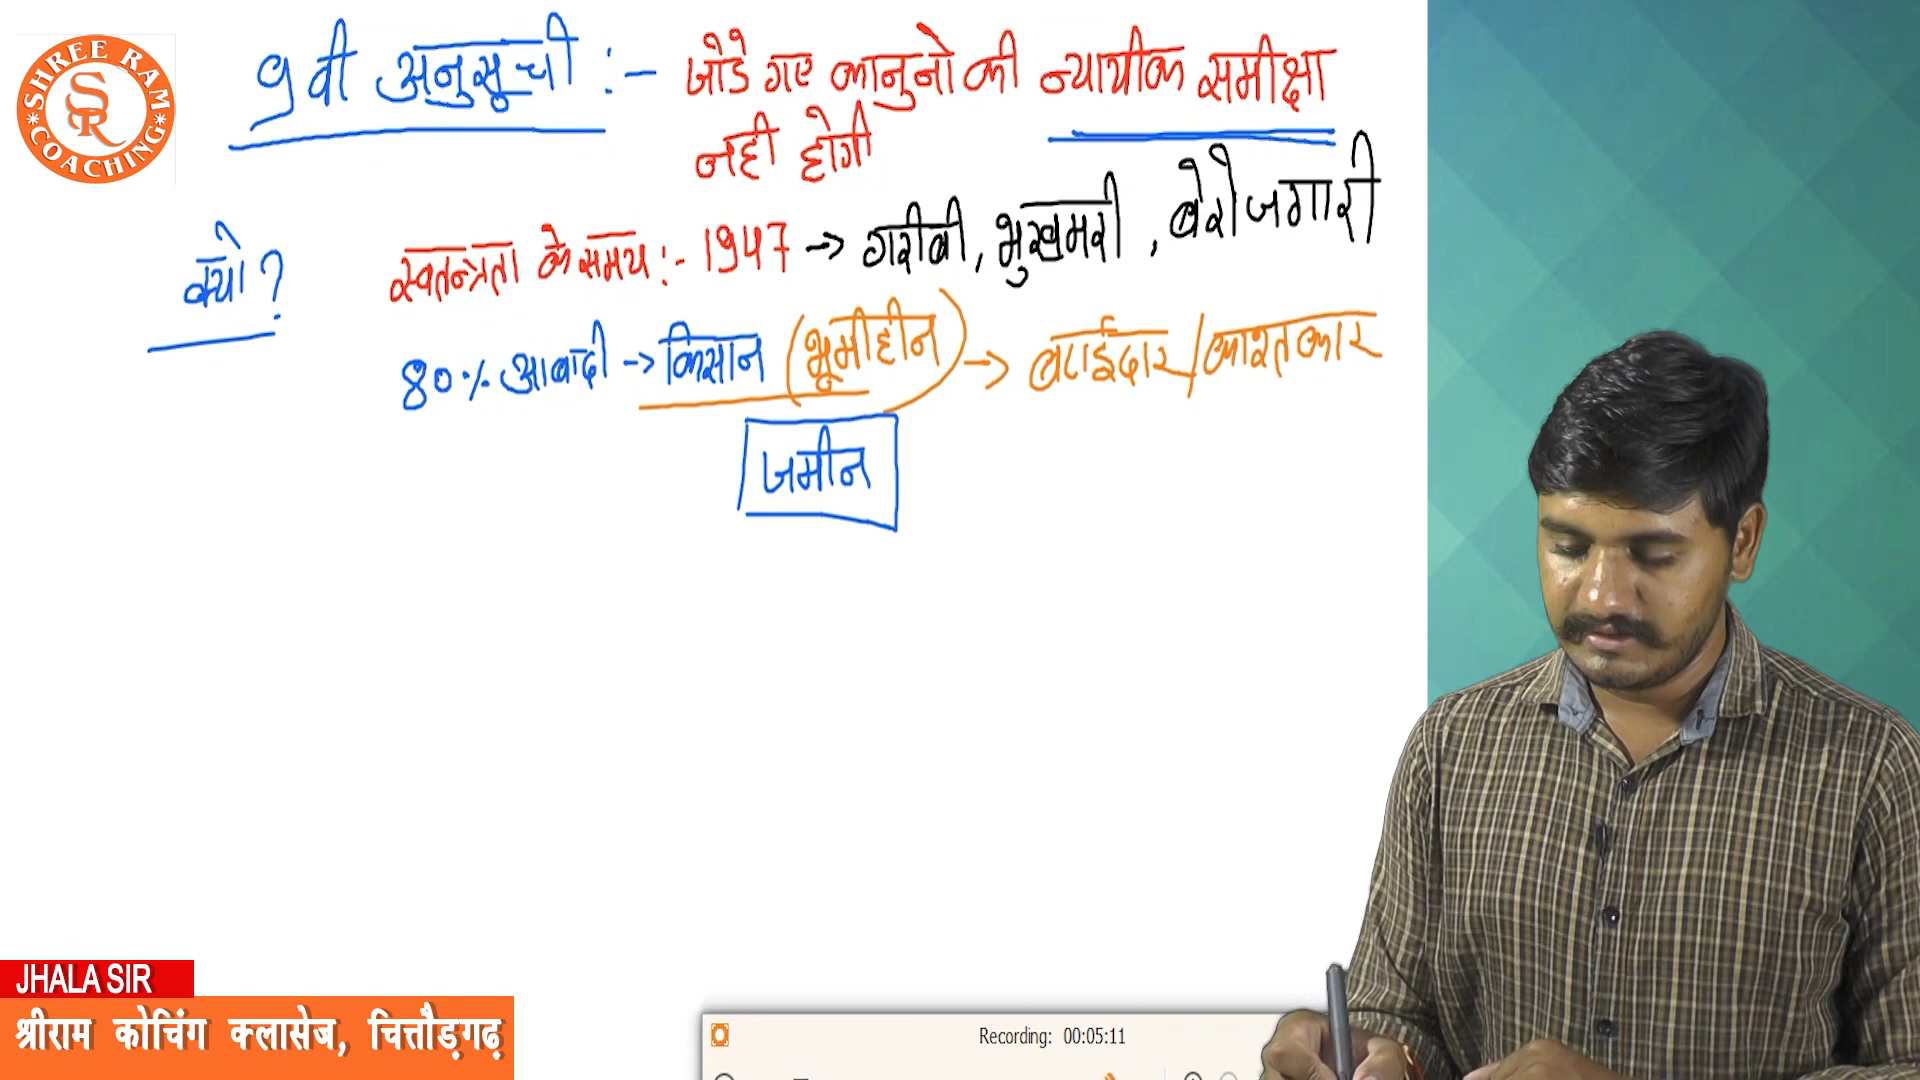 SHREE RAM
SR
* COACHING *
9 वी अनुसूची :- जोडे गए कानुनो की न्यायीक समीक्षा
नही होगी
क्यो ?
स्वतन्त्रता के समय :- 1947 → गरीबी, भुखमरी, बेरोजगारी
80% आबादी → किसान (भूमीहीन) → बटाईदार / काश्तकार
जमीन
JHALA SIR
श्रीराम कोचिंग क्लासेज, चित्तौड़गढ़
Recording: 00:05:11